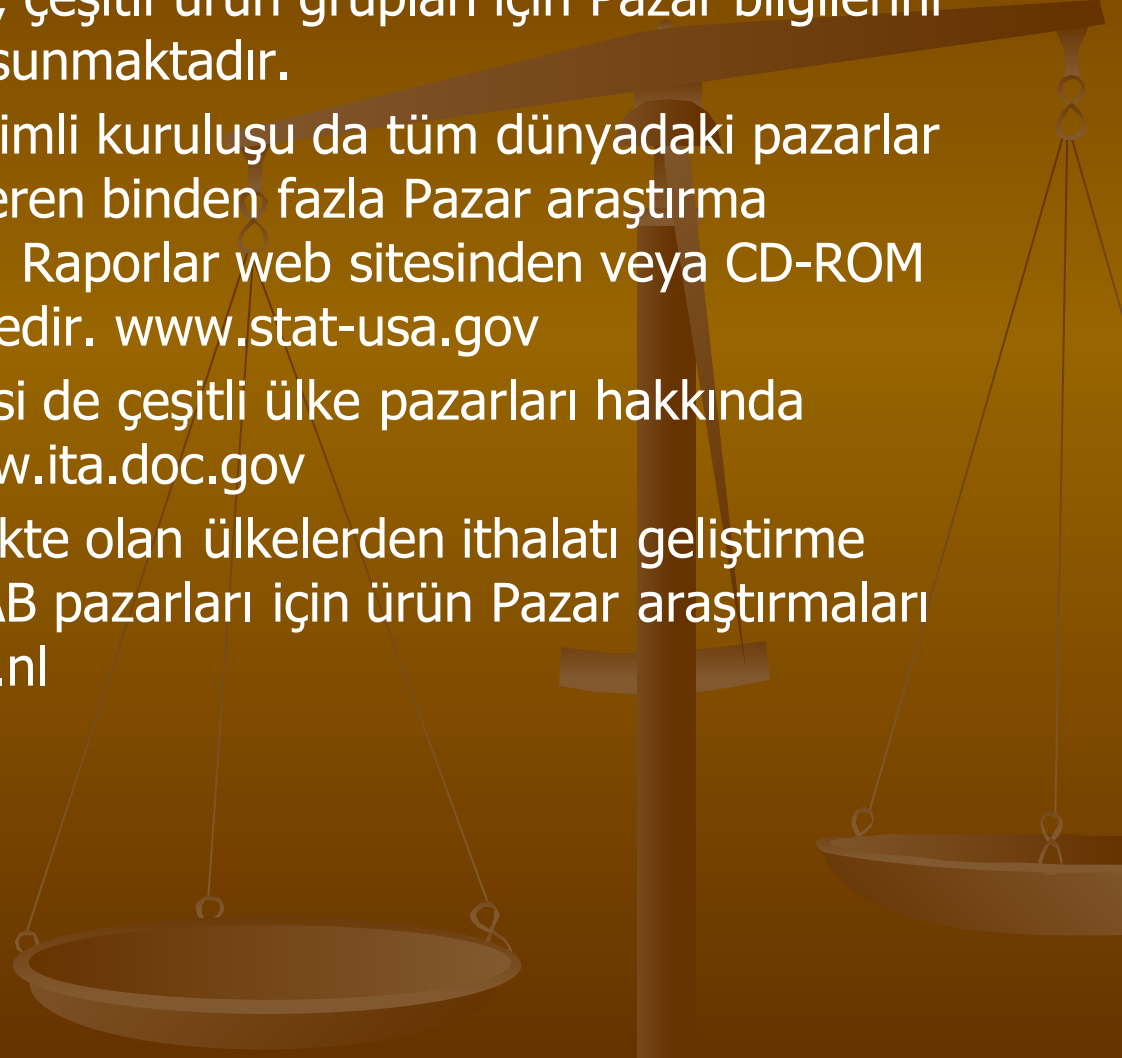 , çeşitli ürün grupları için Pazar bilgilerini
sunmaktadır.
imli kuruluşu da tüm dünyadaki pazarlar
eren binden fazla Pazar araştırma
Raporlar web sitesinden veya CD-ROM
edir. www.stat-usa.gov
si de çeşitli ülke pazarları hakkında
w.ita.doc.gov
kte olan ülkelerden ithalatı geliştirme
AB pazarları için ürün Pazar araştırmaları
.nl